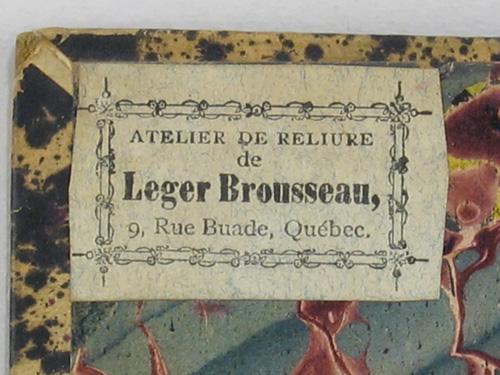 ATELIER DE RELIURE
de
Leger Brousseau,
9, Rue Buade, Québec.